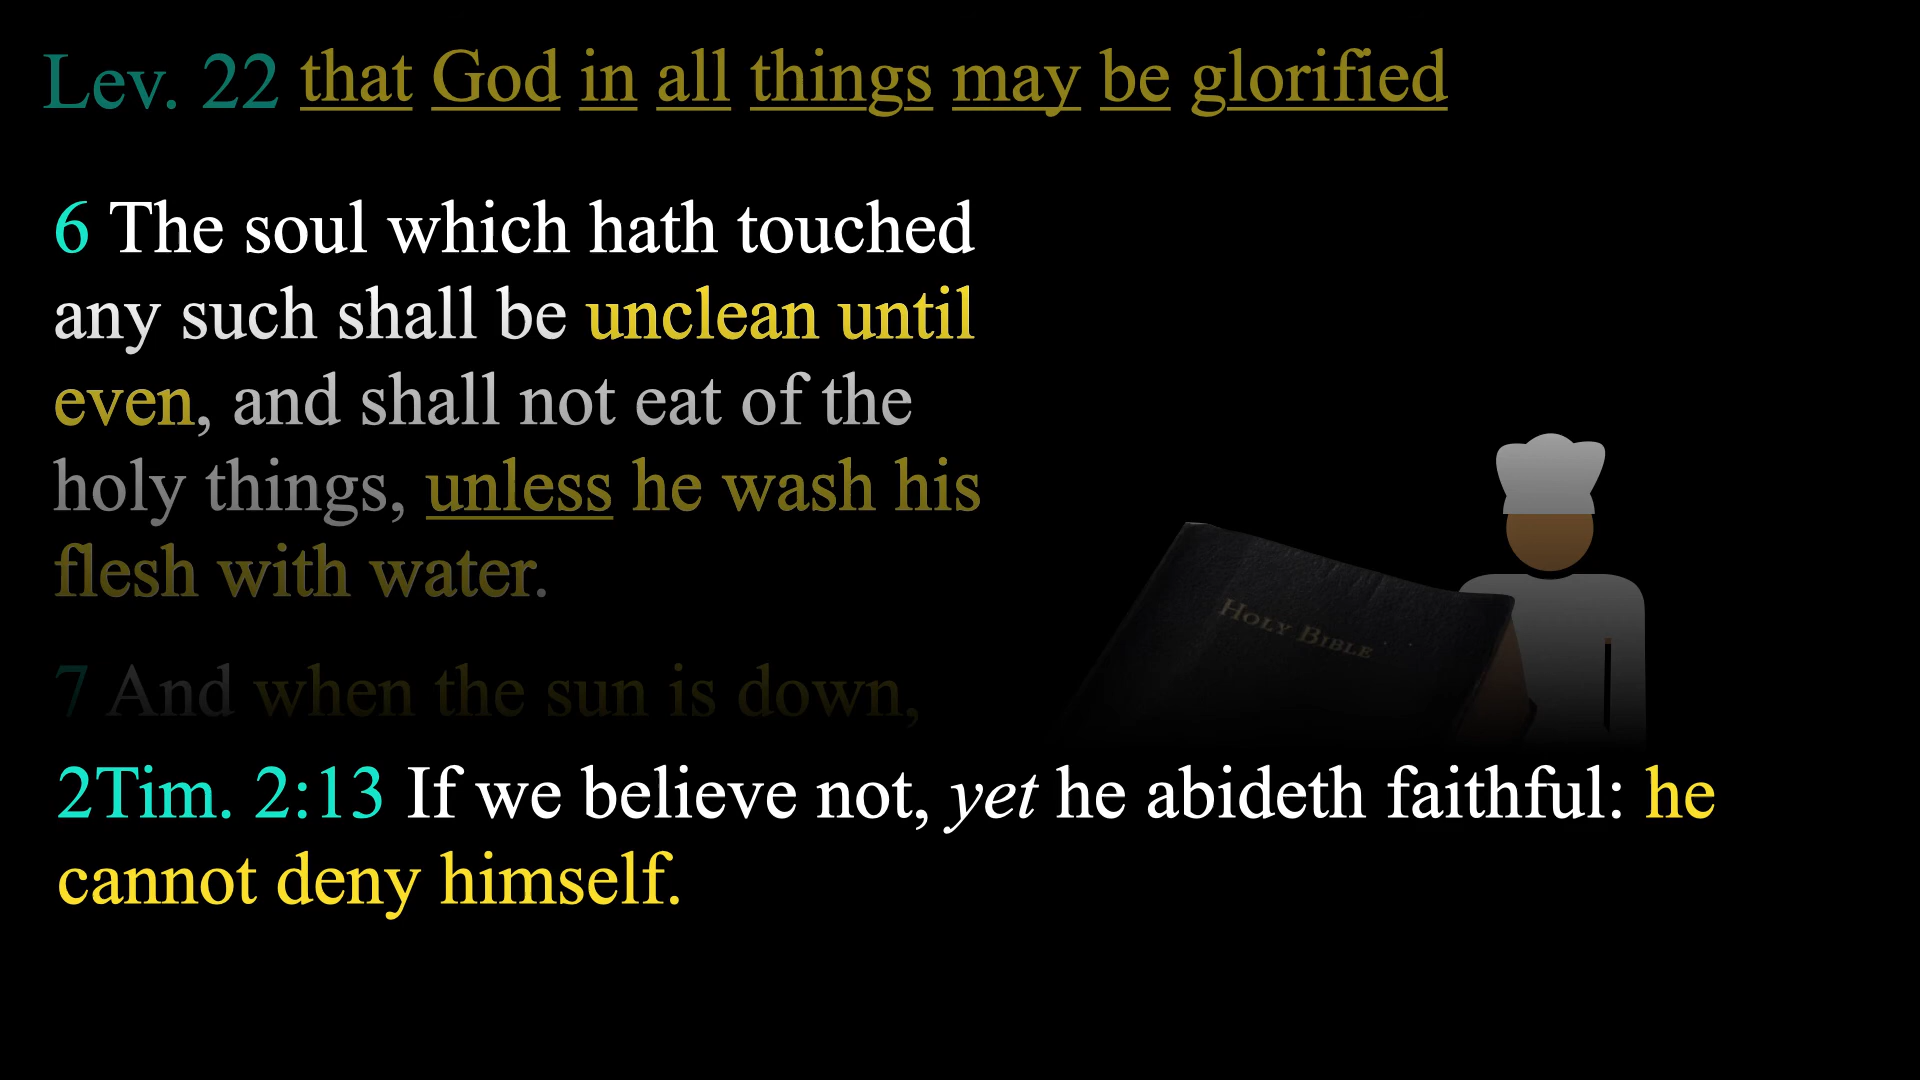 Lev. 22 that God in all things may be glorified
6 The soul which hath touched
any such shall be unclean until
even, and shall not eat of the
holy things, unless he wash his
flesh with water.
7 And when the sun is down,
HOLY BIBLE
2Tim. 2:13 If we believe not, yet he abideth faithful: he
cannot deny himself.